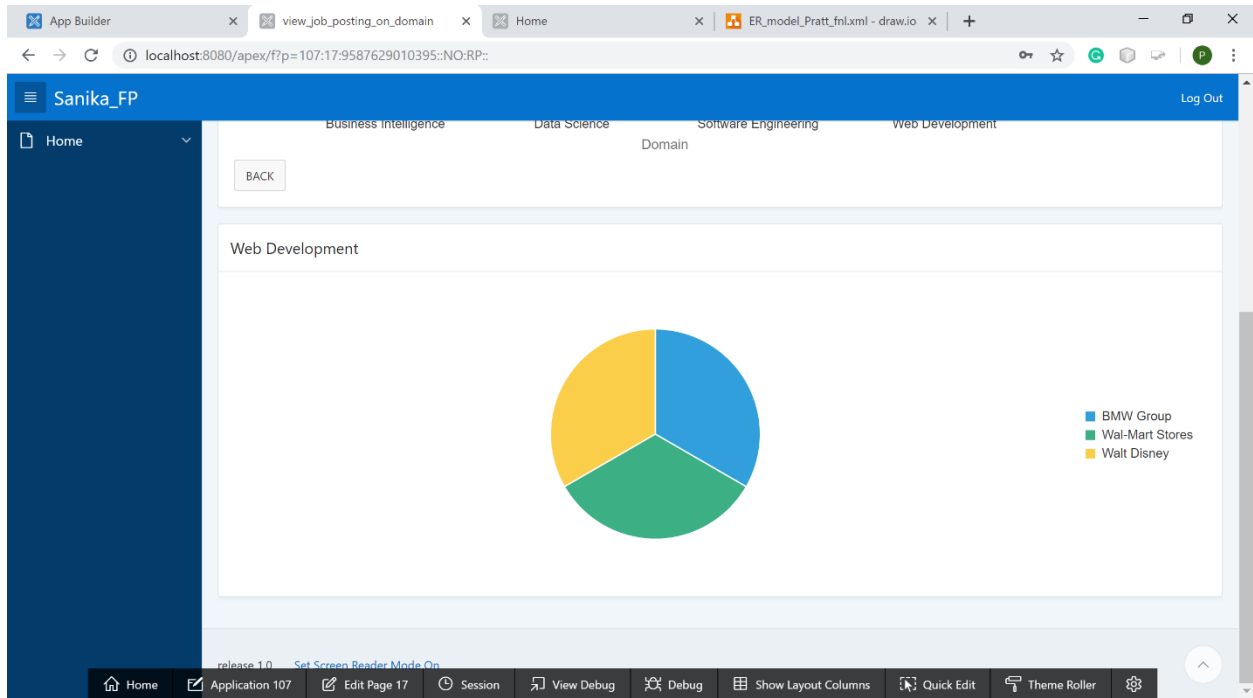 App Builder
view_job_posting_on_domain
Home
ER_model_Pratt_fnl.xml - draw.io
localhost:8080/apex/f?p=107:17:9587629010395::NO:RP::
P
Sanika_FP
Log Out
Home
Business Intelligence
Data Science
Software Engineering
Web Development
Domain
BACK
Web Development
BMW Group
Wal-Mart Stores
Walt Disney
release 1.0
Set Screen Reader Mode On
Home
Application 107
Edit Page 17
Session
View Debug
Debug
Show Layout Columns
Quick Edit
Theme Roller